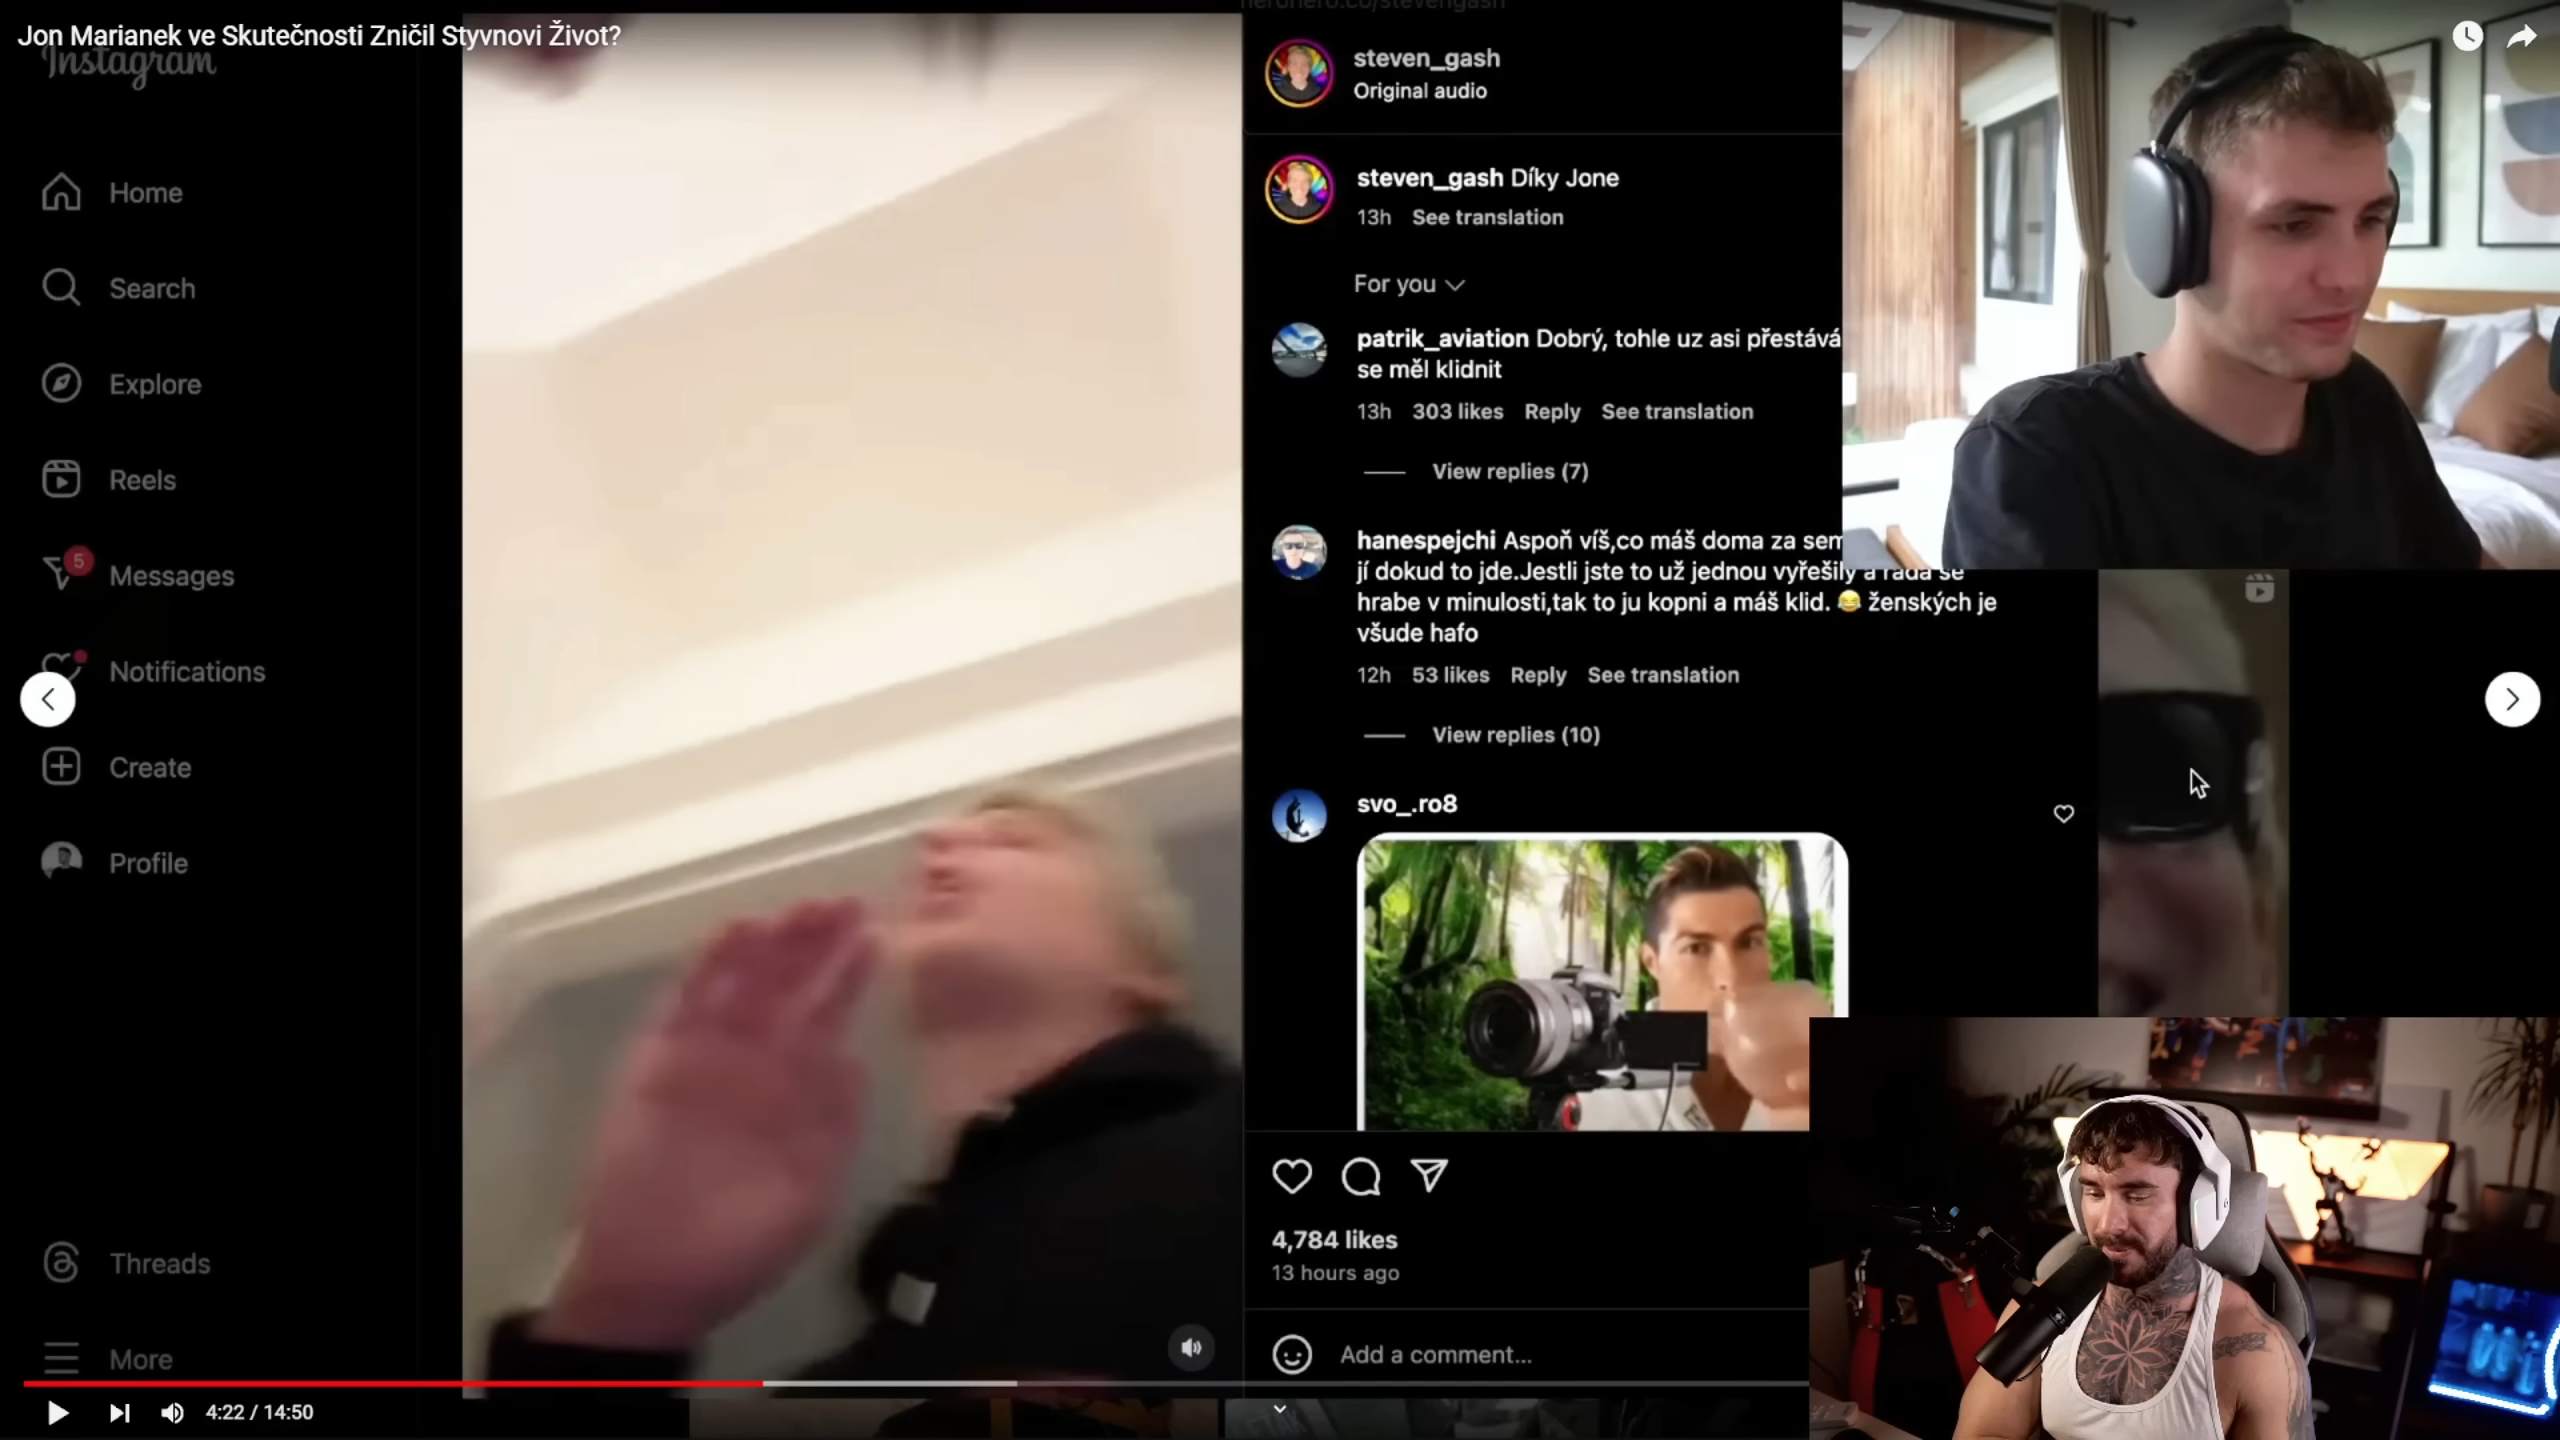 Jon Marianek ve Skutečnosti Zničil Styvnovi Život?
Instagram
Home
Search
Explore
Reels
5
Messages
Notifications
Create
Profile
Threads
More
4:22 / 14:50
steven_gash
Original audio
steven_gash Díky Jone
13h See translation
For you
patrik_aviation Dobrý, tohle uz asi přestává
se měl klidnit
13h 303 likes Reply See translation
View replies (7)
hanespejchi Aspoň víš,co máš doma za
jí dokud to jde.Jestli jste to už jednou vyřešily a ráda se
hrabe v minulosti,tak to ju kopni a máš klid. 😂 ženských je
všude hafo
12h 53 likes Reply See translation
View replies (10)
svo_.ro8
4,784 likes
13 hours ago
Add a comment...